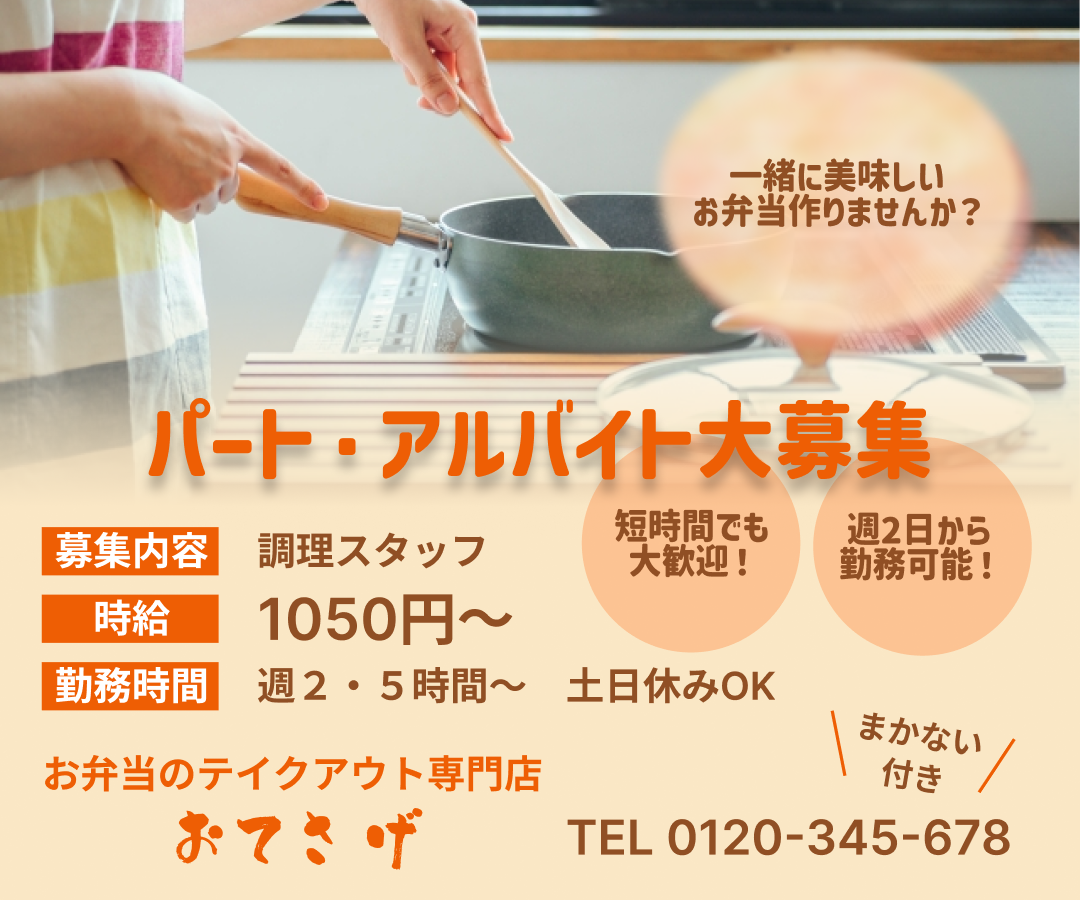 一緒に美味しい
お弁当作りませんか？
パート・アルバイト大募集
短時間でも
大歓迎！
週2日から
勤務可能！
募集内容 調理スタッフ
時給 1050円〜
勤務時間 週２・５時間〜 土日休みOK
まかない
付き
お弁当のテイクアウト専門店
おてさげ
TEL 0120-345-678